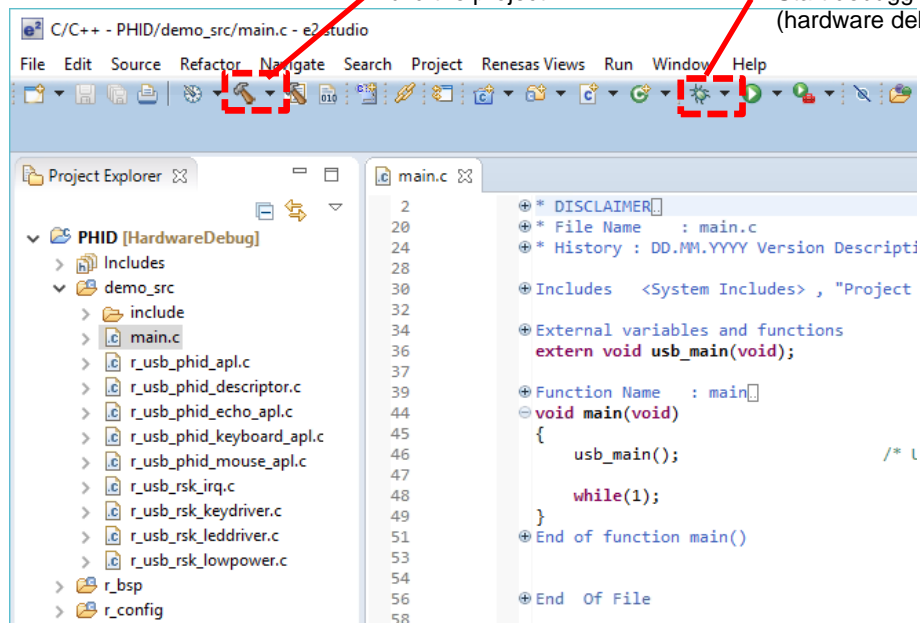 the project
Start debugg
(hardware del
C/C++ - PHID/demo_src/main.c - e2 studio
File Edit Source Refactor Navigate Search Project Renesas Views Run Window Help
Project Explorer
main.c
PHID [HardwareDebug]
Includes
demo_src
include
main.c
r_usb_phid_apl.c
r_usb_phid_descriptor.c
r_usb_phid_echo_apl.c
r_usb_phid_keyboard_apl.c
r_usb_phid_mouse_apl.c
r_usb_rsk_irq.c
r_usb_rsk_keydriver.c
r_usb_rsk_leddriver.c
r_usb_rsk_lowpower.c
r_bsp
r_config
2 * DISCLAIMER
20 * File Name : main.c
24 * History : DD.MM.YYYY Version Descripti
28
30 Includes <System Includes> , "Project
32
34 External variables and functions
36 extern void usb_main(void);
37
39 Function Name : main
44 void main(void)
45 {
46 usb_main(); /* U
47
48 while(1);
49 }
51 End of function main()
53
54
56 End Of File
58